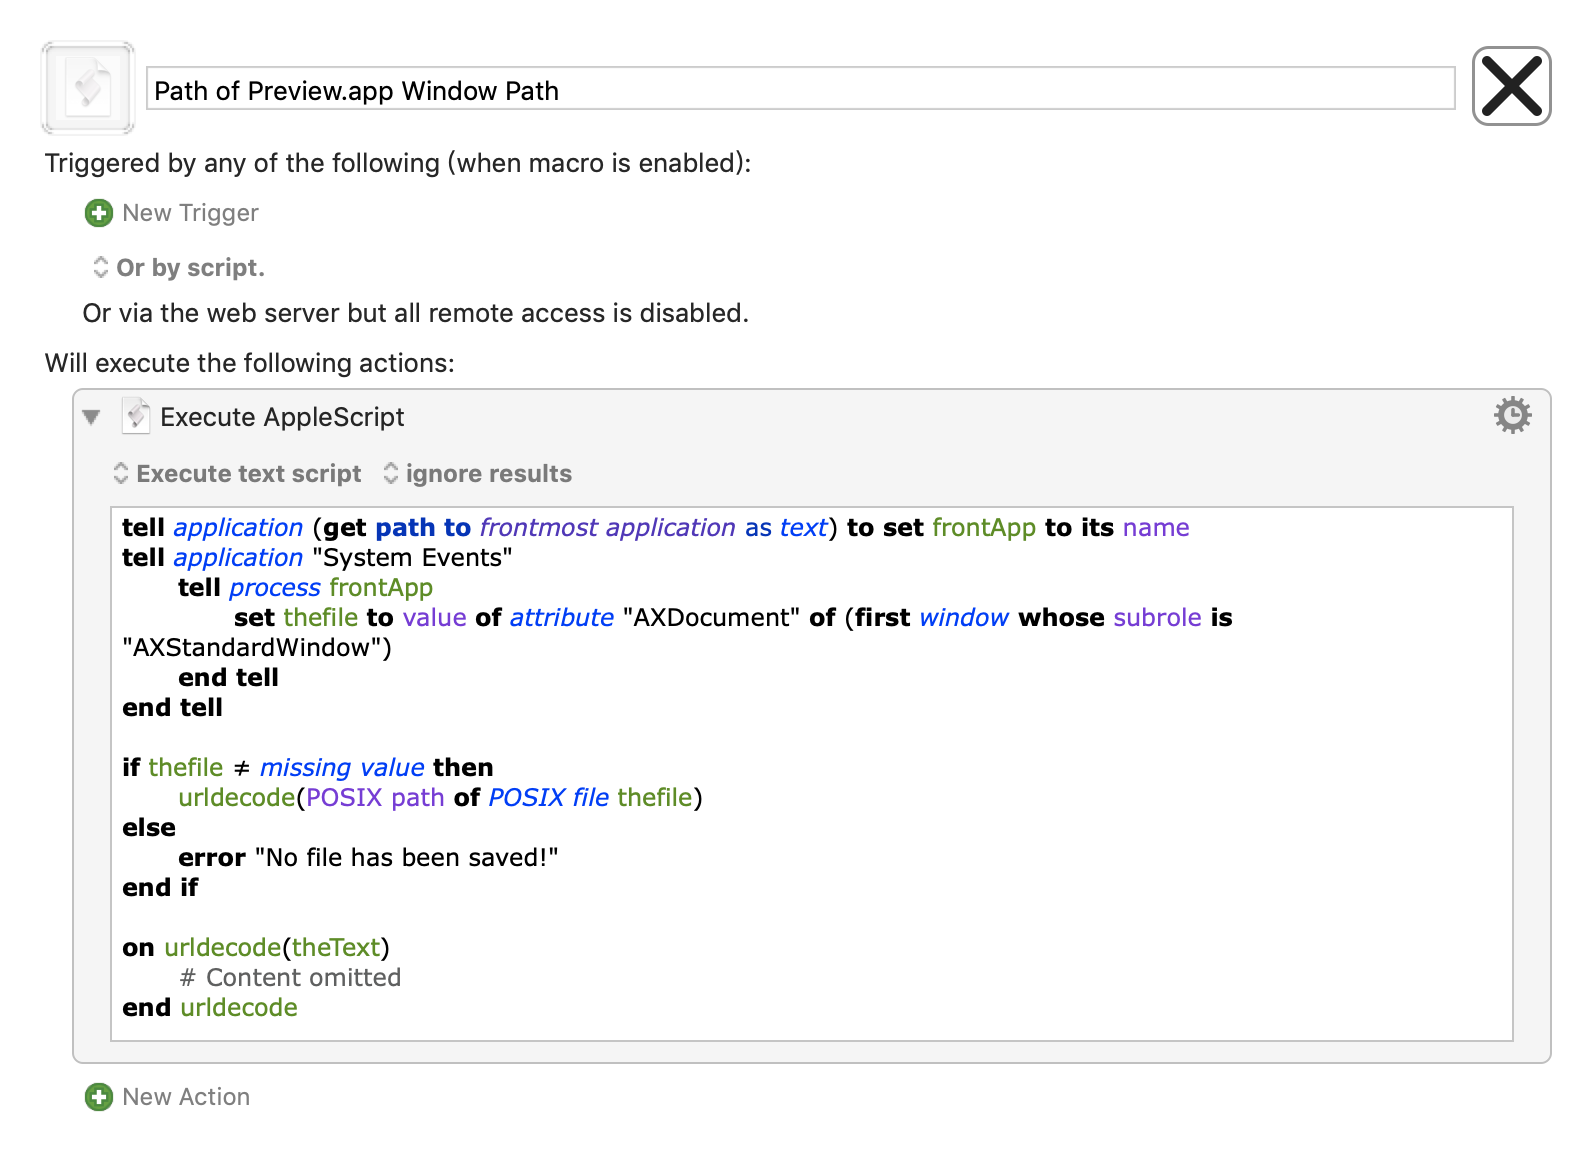 Path of Preview.app Window Path
Triggered by any of the following (when macro is enabled):
New Trigger
Or by script.
Or via the web server but all remote access is disabled.
Will execute the following actions:
Execute AppleScript
Execute text script ignore results
tell application (get path to frontmost application as text) to set frontApp to its name
tell application "System Events"
tell process frontApp
set thefile to value of attribute "AXDocument" of (first window whose subrole is
"AXStandardWindow")
end tell
end tell
if thefile ≠ missing value then
urldecode(POSIX path of POSIX file thefile)
else
error "No file has been saved!"
end if
on urldecode(theText)
# Content omitted
end urldecode
New Action